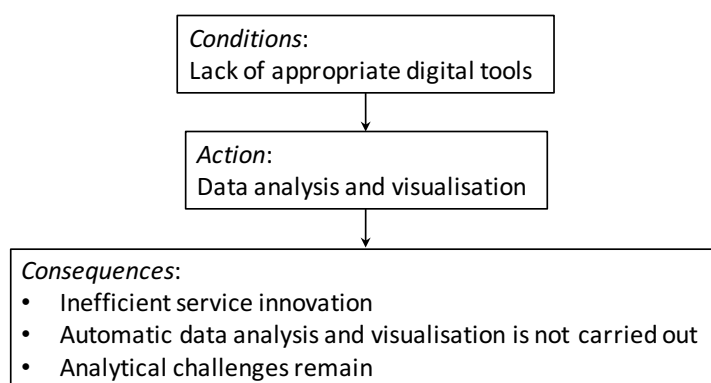 Conditions:
Lack of appropriate digital tools
Action:
Data analysis and visualisation
Consequences:
• Inefficient service innovation
• Automatic data analysis and visualisation is not carried out
• Analytical challenges remain